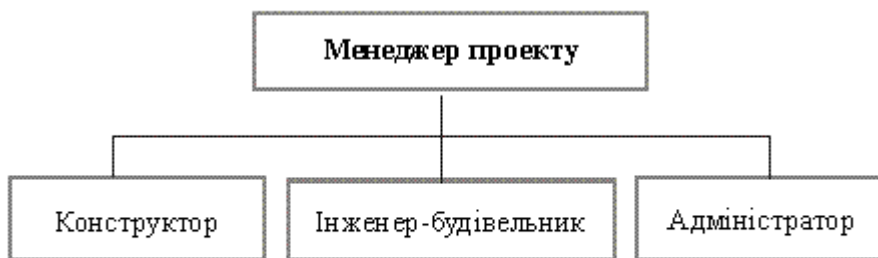 Менеджер проекту
Конструктор
Інженер-будівельник
Адміністратор